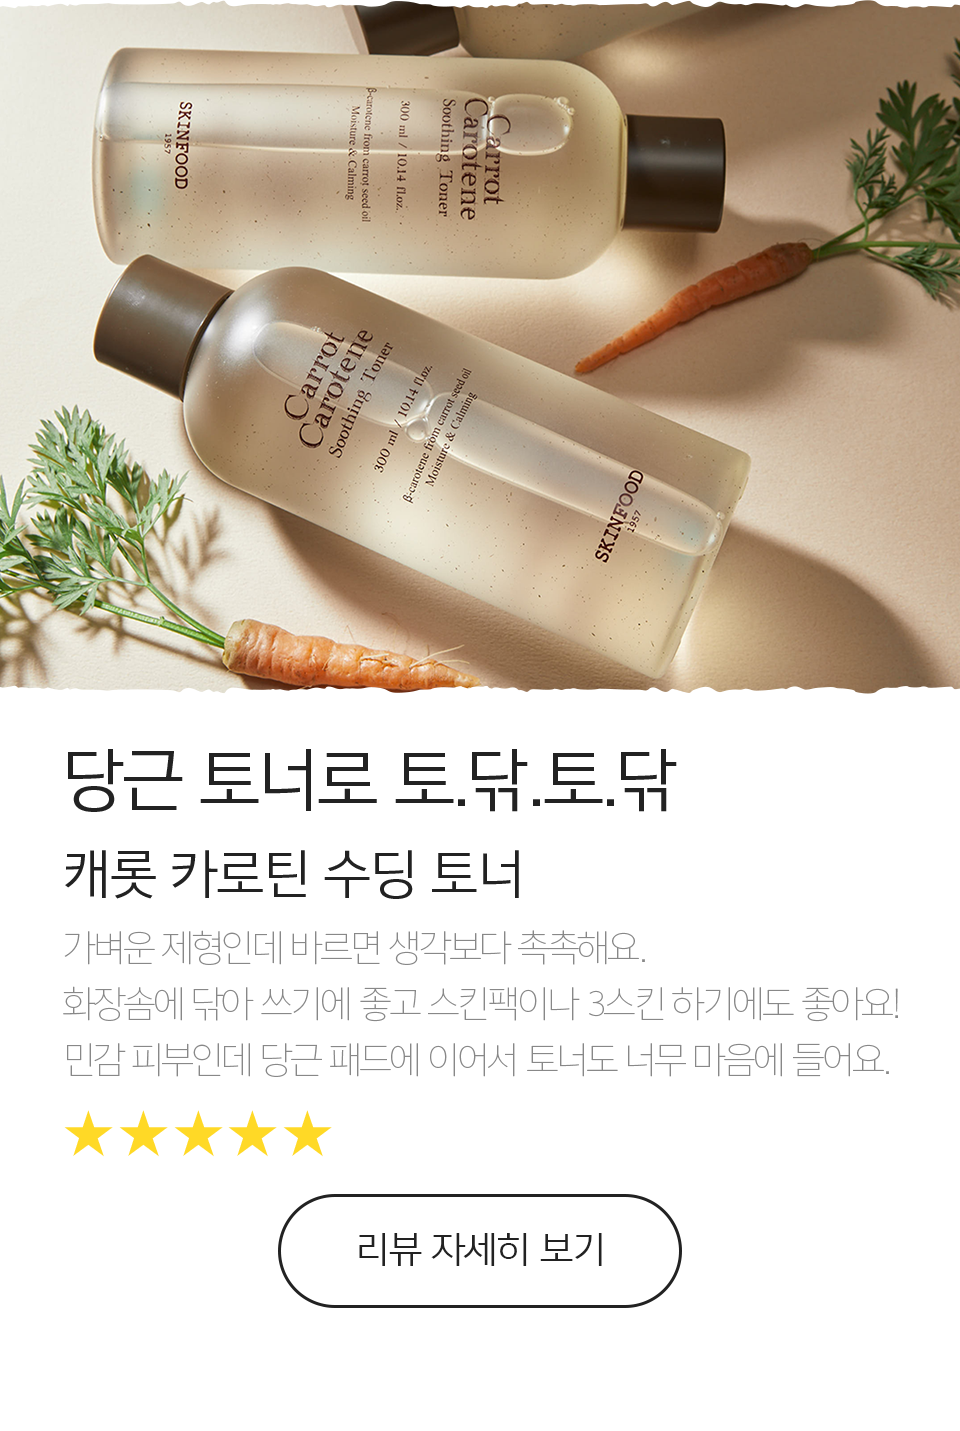 SKINFOOD
1957
β-carotene from carrot seed oil
Moisture & Calming
300 ml / 10.14 fl.oz.
Carrot
Carotene
Soothing Toner
Carrot
Carotene
Soothing Toner
300 ml / 10.14 fl.oz.
β-carotene from carrot seed oil
Moisture & Calming
SKINFOOD
1957
당근 토너로 토.닦.토.닦
캐롯 카로틴 수딩 토너
가벼운 제형인데 바르면 생각보다 촉촉해요.
화장솜에 닦아 쓰기에 좋고 스킨팩이나 3스킨 하기에도 좋아요!
민감 피부인데 당근 패드에 이어서 토너도 너무 마음에 들어요.
리뷰 자세히 보기